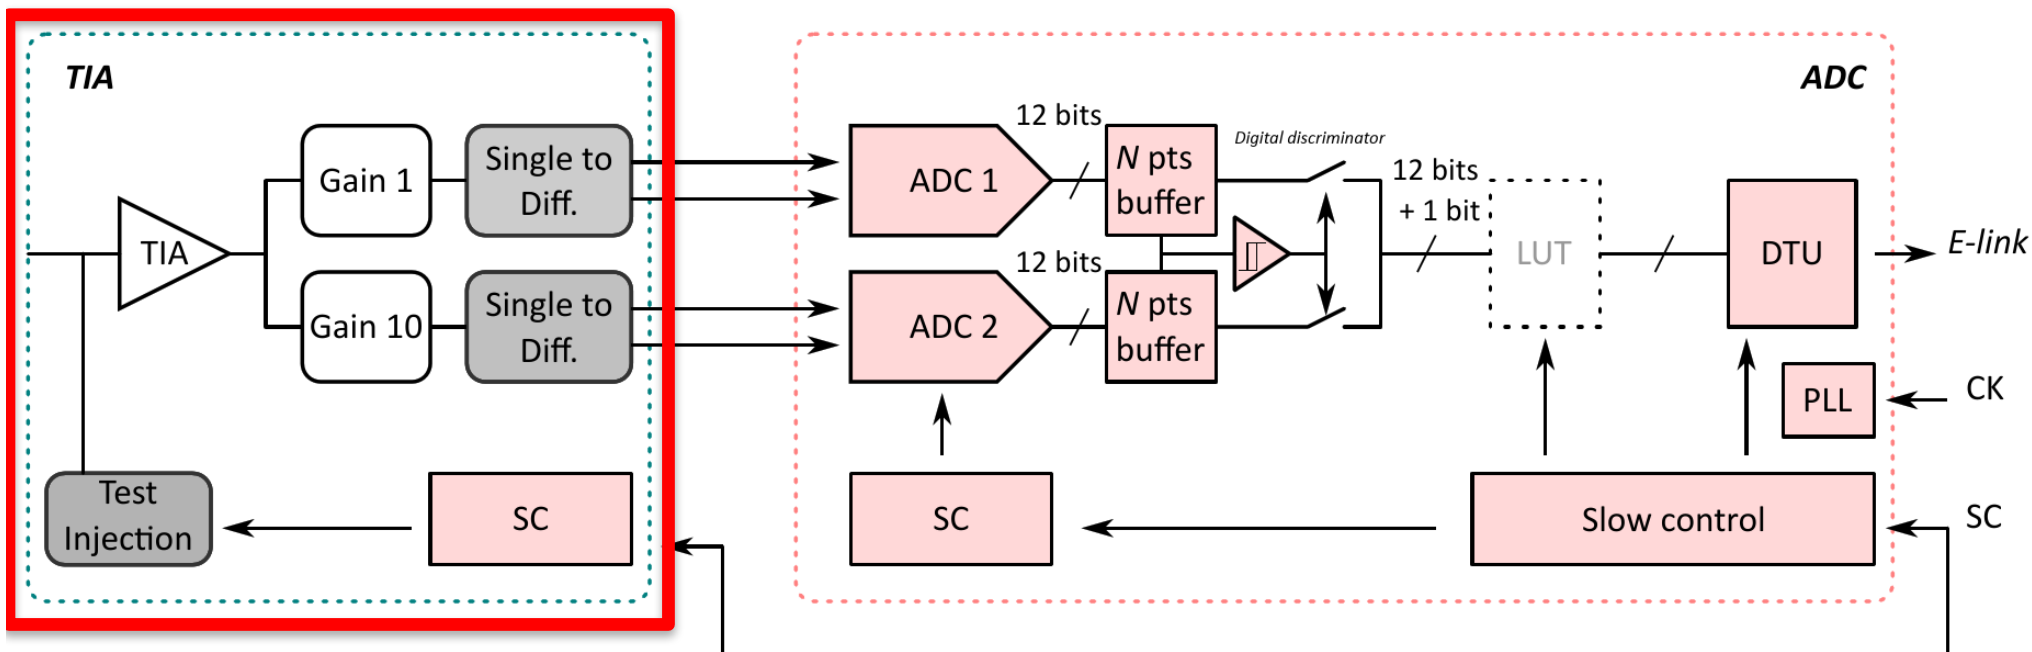 TIA
ADC
12 bits
Digital discriminator
Gain 1
Single to
Diff.
ADC 1
N pts
buffer
12 bits
+ 1 bit
TIA
LUT
DTU
E-link
12 bits
Gain 10
Single to
Diff.
ADC 2
N pts
buffer
PLL
CK
Test
Injection
SC
SC
Slow control
SC